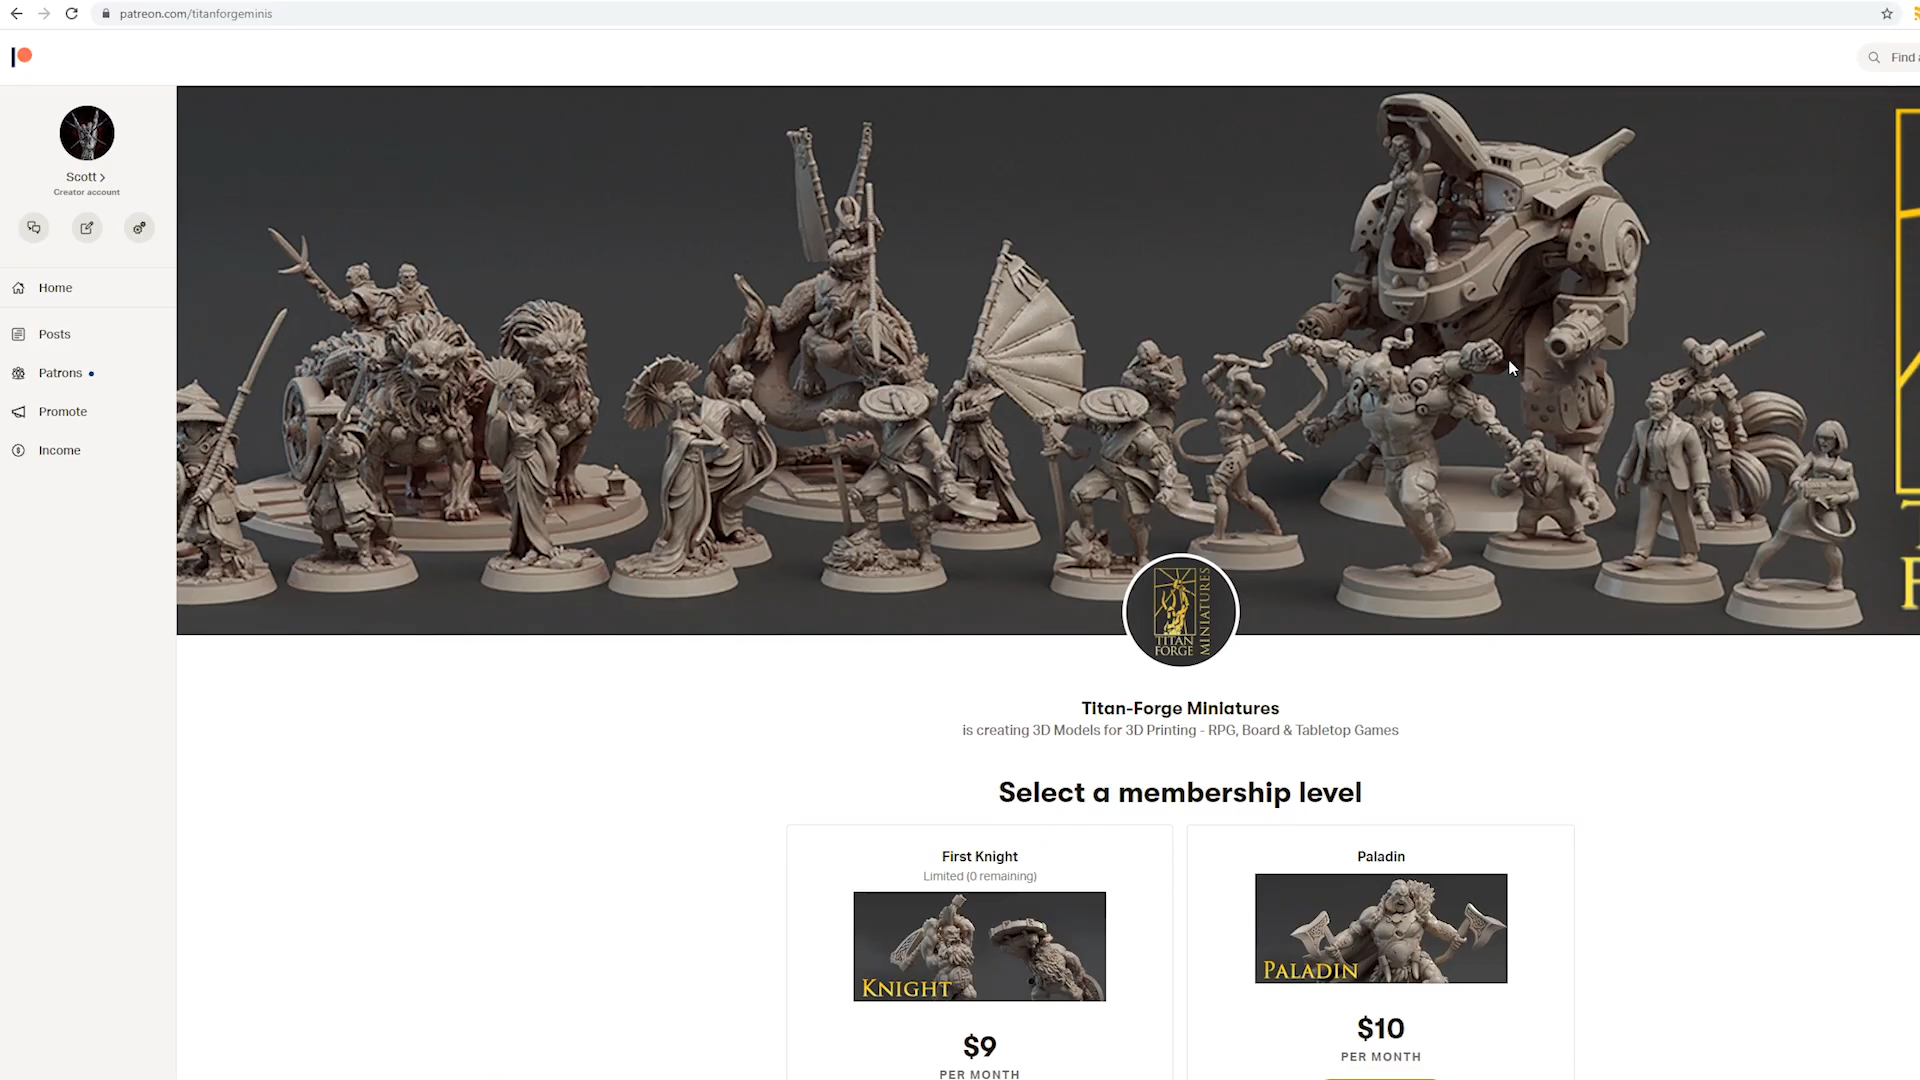 patreon.com/titanforgeminis
Find
Scott
Creator account
Home
Posts
Patrons
Promote
Income
TITAN
FORGE
MINIATURES
Titan-Forge Miniatures
is creating 3D Models for 3D Printing - RPG, Board & Tabletop Games
Select a membership level
First Knight
Limited (0 remaining)
KNIGHT
$9
PER MONTH
Paladin
PALADIN
$10
PER MONTH